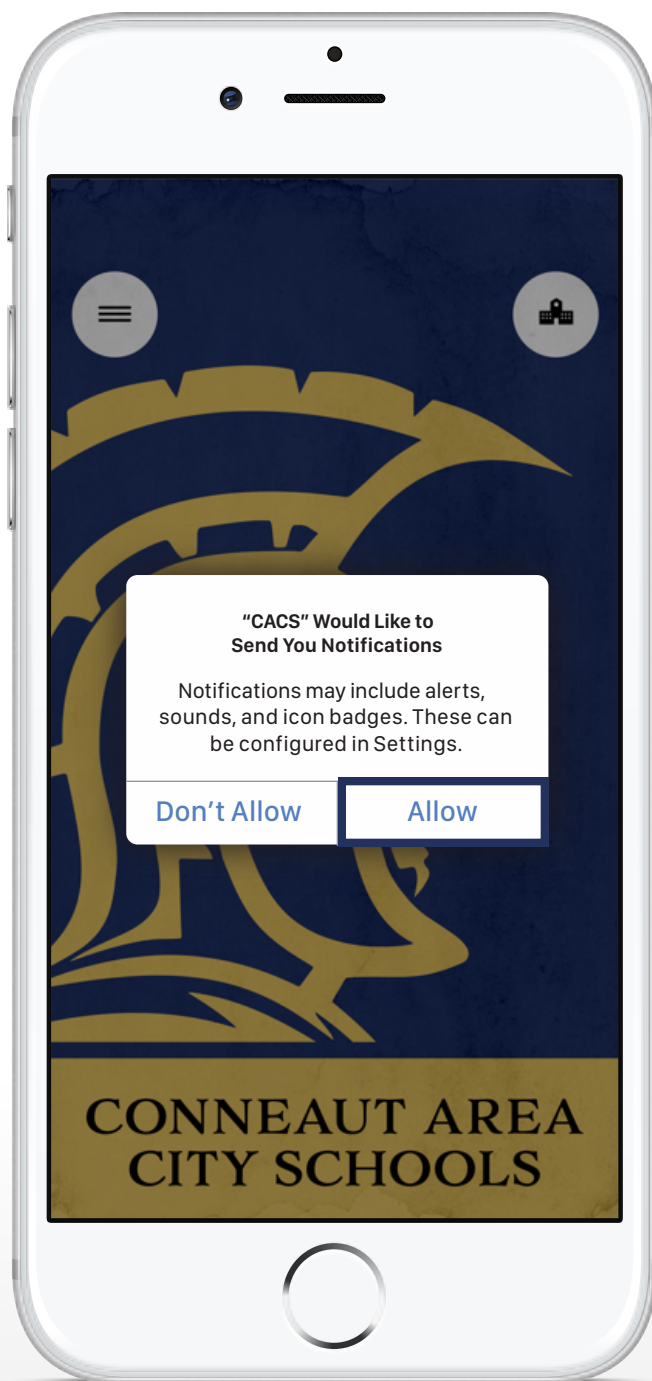 “CACS” Would Like to
Send You Notifications
Notifications may include alerts,
sounds, and icon badges. These can
be configured in Settings.
Don’t Allow
Allow
CONNEAUT AREA
CITY SCHOOLS